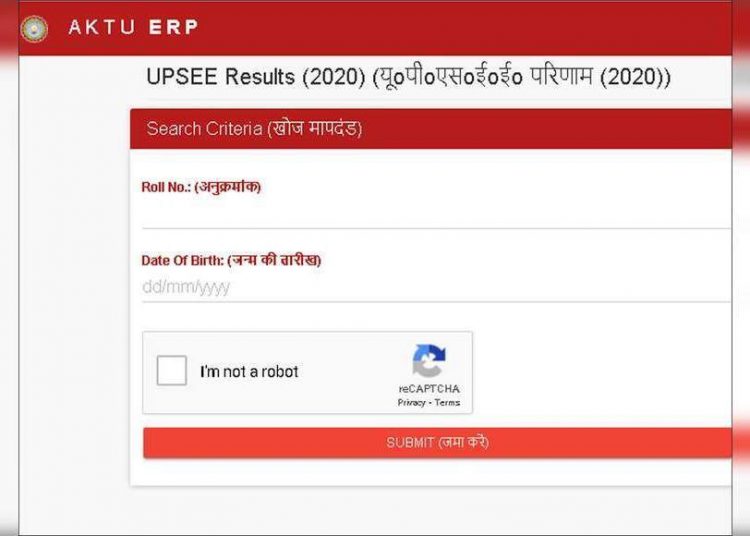 AKTU ERP
UPSEE Results (2020) (यू०पी०एस०ई०ई० परिणाम (2020))
Search Criteria (खोज मापदंड)
Roll No.: (अनुक्रमांक)
Date Of Birth: (जन्म की तारीख)
dd/mm/yyyy
I'm not a robot
reCAPTCHA
Privacy - Terms
SUBMIT (जमा करें)